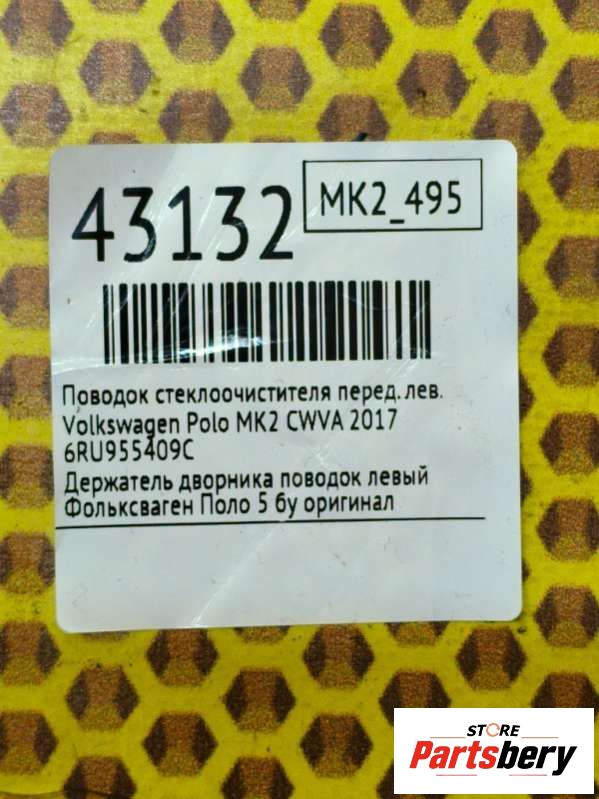 43132
MK2_495
Поводок стеклоочистителя перед. лев.
Volkswagen Polo MK2 CWVA 2017
6RU955409C
Держатель дворника поводок левый
Фольксваген Поло 5 бу оригинал
STORE
Partsbery